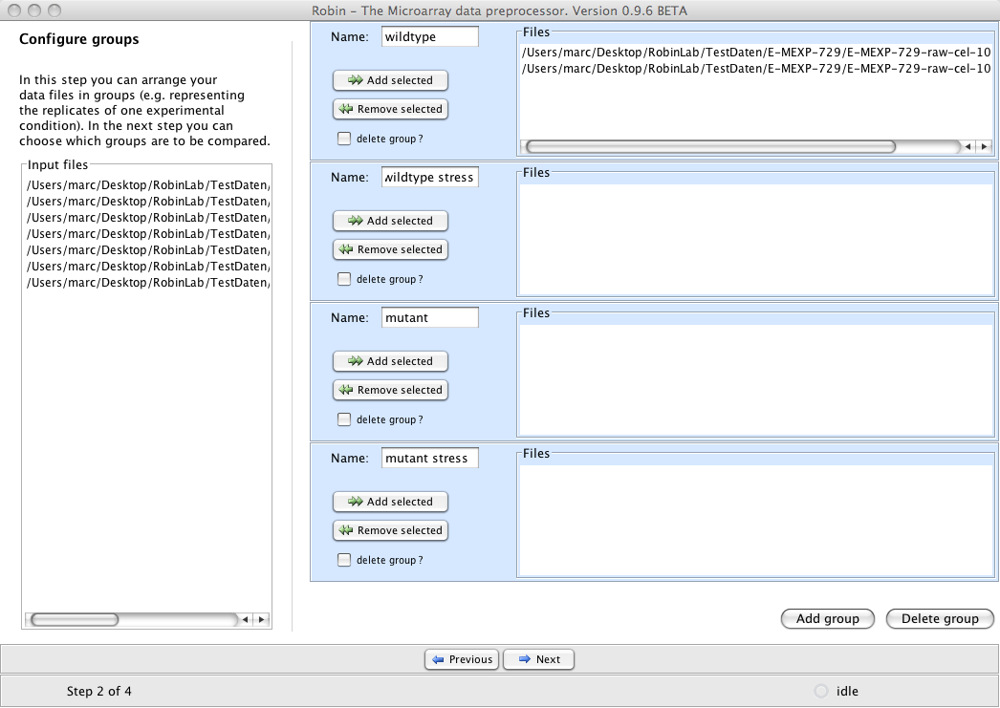 Robin – The Microarray data preprocessor. Version 0.9.6 BETA
Configure groups
In this step you can arrange your
data files in groups (e.g. representing
the replicates of one experimental
condition). In the next step you can
choose which groups are to be compared.
Input files
/Users/marc/Desktop/RobinLab/TestDaten/
/Users/marc/Desktop/RobinLab/TestDaten/
/Users/marc/Desktop/RobinLab/TestDaten/
/Users/marc/Desktop/RobinLab/TestDaten/
/Users/marc/Desktop/RobinLab/TestDaten/
/Users/marc/Desktop/RobinLab/TestDaten/
/Users/marc/Desktop/RobinLab/TestDaten/
Name: wildtype
Add selected
Remove selected
delete group?
Files
/Users/marc/Desktop/RobinLab/TestDaten/E-MEXP-729/E-MEXP-729-raw-cel-10
/Users/marc/Desktop/RobinLab/TestDaten/E-MEXP-729/E-MEXP-729-raw-cel-10
Name: wildtype stress
Add selected
Remove selected
delete group?
Files
Name: mutant
Add selected
Remove selected
delete group?
Files
Name: mutant stress
Add selected
Remove selected
delete group?
Files
Add group
Delete group
Previous
Next
Step 2 of 4
idle